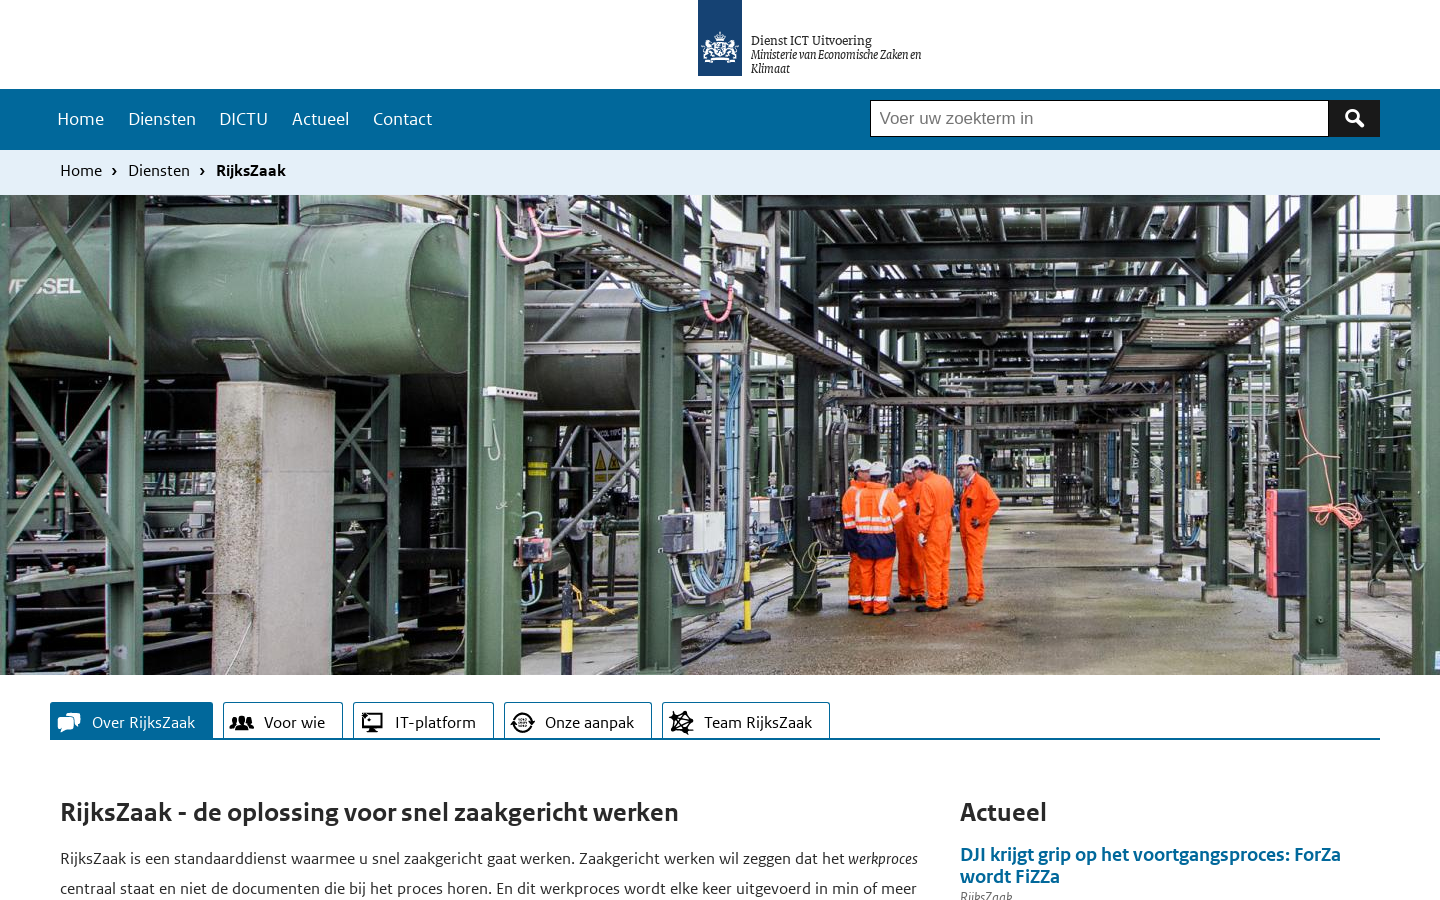 Dienst ICT Uitvoering
Ministerie van Economische Zaken en
Klimaat
Home
Diensten
DICTU
Actueel
Contact
Voer uw zoekterm in
Home › Diensten › RijksZaak
VESSEL
Over RijksZaak
Voor wie
IT-platform
Onze aanpak
Team RijksZaak
RijksZaak - de oplossing voor snel zaakgericht werken
RijksZaak is een standaarddienst waarmee u snel zaakgericht gaat werken. Zaakgericht werken wil zeggen dat het werkproces
centraal staat en niet de documenten die bij het proces horen. En dit werkproces wordt elke keer uitgevoerd in min of meer
Actueel
DJI krijgt grip op het voortgangsproces: ForZa
wordt FiZZa
RijksZaak